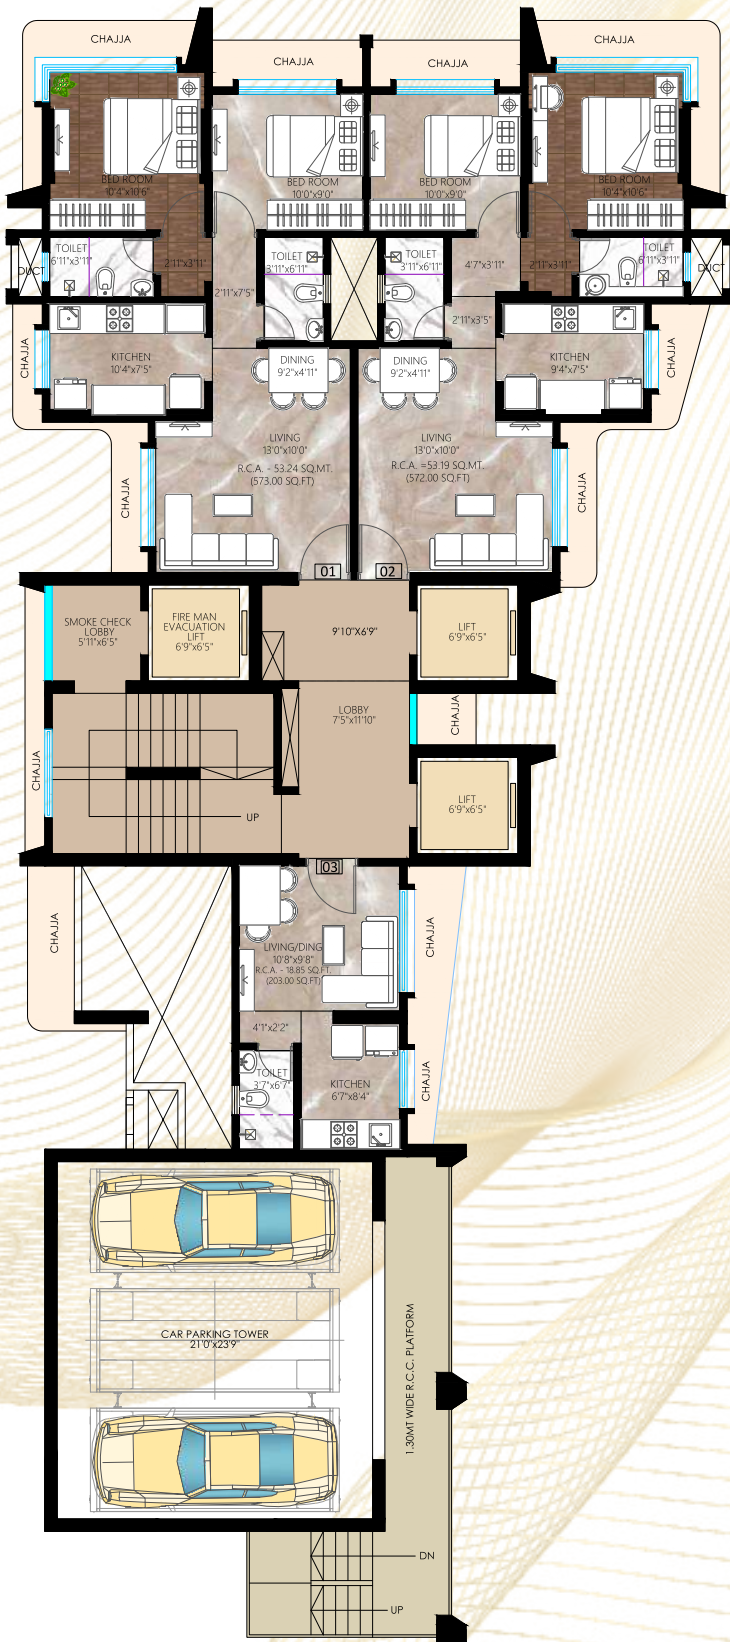 CHAJJA
CHAJJA
CHAJJA
CHAJJA
BED ROOM
10'4"x10'6"
BED ROOM
10'0"x9'0"
BED ROOM
10'0"x9'0"
BED ROOM
10'4"x10'6"
TOILET
6'11"x3'11"
DUCT
2'11"x3'11"
TOILET
3'11"x6'11"
TOILET
3'11"x6'11"
4'7"x3'11"
2'11"x3'11"
TOILET
6'11"x3'11"
DUCT
2'11"x7'5"
2'11"x3'5"
CHAJJA
KITCHEN
10'4"x7'5"
DINING
9'2"x4'11"
DINING
9'2"x4'11"
KITCHEN
9'4"x7'5"
CHAJJA
LIVING
13'0"x10'0"
R.C.A. - 53.24 SQ.MT.
(573.00 SQ.FT)
LIVING
13'0"x10'0"
R.C.A. =53.19 SQ.MT.
(572.00 SQ.FT)
CHAJJA
CHAJJA
01
02
SMOKE CHECK
LOBBY
5'11"x6'5"
FIRE MAN
EVACUATION
LIFT
6'9"x6'5"
9'10"X6'9"
LIFT
6'9"x6'5"
LOBBY
7'5"x11'10"
CHAJJA
CHAJJA
UP
LIFT
6'9"x6'5"
03
CHAJJA
LIVING/DING
10'8"x9'8"
R.C.A. - 18.85 SQ.FT.
(203.00 SQ.FT)
CHAJJA
4'1"x2'2"
TOILET
3'7"x6'7"
KITCHEN
6'7"x8'4"
CHAJJA
CAR PARKING TOWER
21'0"x23'9"
1.30MT WIDE R.C.C. PLATFORM
DN
UP